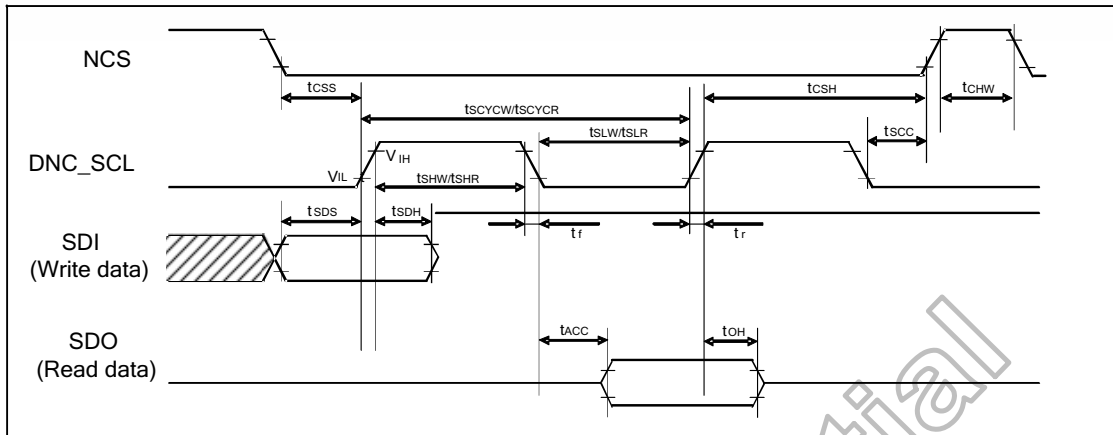 NCS
tCSS
tCSH
tCHW
tSCYCW/tSCYCR
tSLW/tSLR
tSCC
DNC_SCL
VIH
VIL
tSHW/tSHR
tSDS
tSDH
tf
tr
SDI
(Write data)
tACC
tOH
SDO
(Read data)
tial